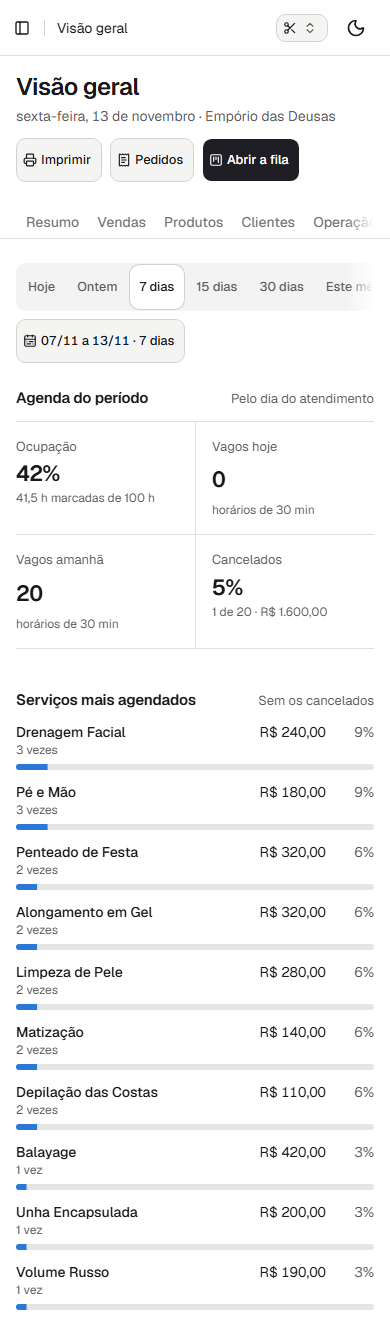 Visão geral
Visão geral
sexta-feira, 13 de novembro · Empório das Deusas
Imprimir
Pedidos
Abrir a fila
Resumo Vendas Produtos Clientes Operação
Hoje Ontem 7 dias 15 dias 30 dias Este mê
07/11 a 13/11 · 7 dias
Agenda do período
Pelo dia do atendimento
Ocupação
42%
41,5 h marcadas de 100 h
Vagos hoje
0
horários de 30 min
Vagos amanhã
20
horários de 30 min
Cancelados
5%
1 de 20 · R$ 1.600,00
Serviços mais agendados
Sem os cancelados
Drenagem Facial R$ 240,00 9%
3 vezes
Pé e Mão R$ 180,00 9%
3 vezes
Penteado de Festa R$ 320,00 6%
2 vezes
Alongamento em Gel R$ 320,00 6%
2 vezes
Limpeza de Pele R$ 280,00 6%
2 vezes
Matização R$ 140,00 6%
2 vezes
Depilação das Costas R$ 110,00 6%
2 vezes
Balayage R$ 420,00 3%
1 vez
Unha Encapsulada R$ 200,00 3%
1 vez
Volume Russo R$ 190,00 3%
1 vez